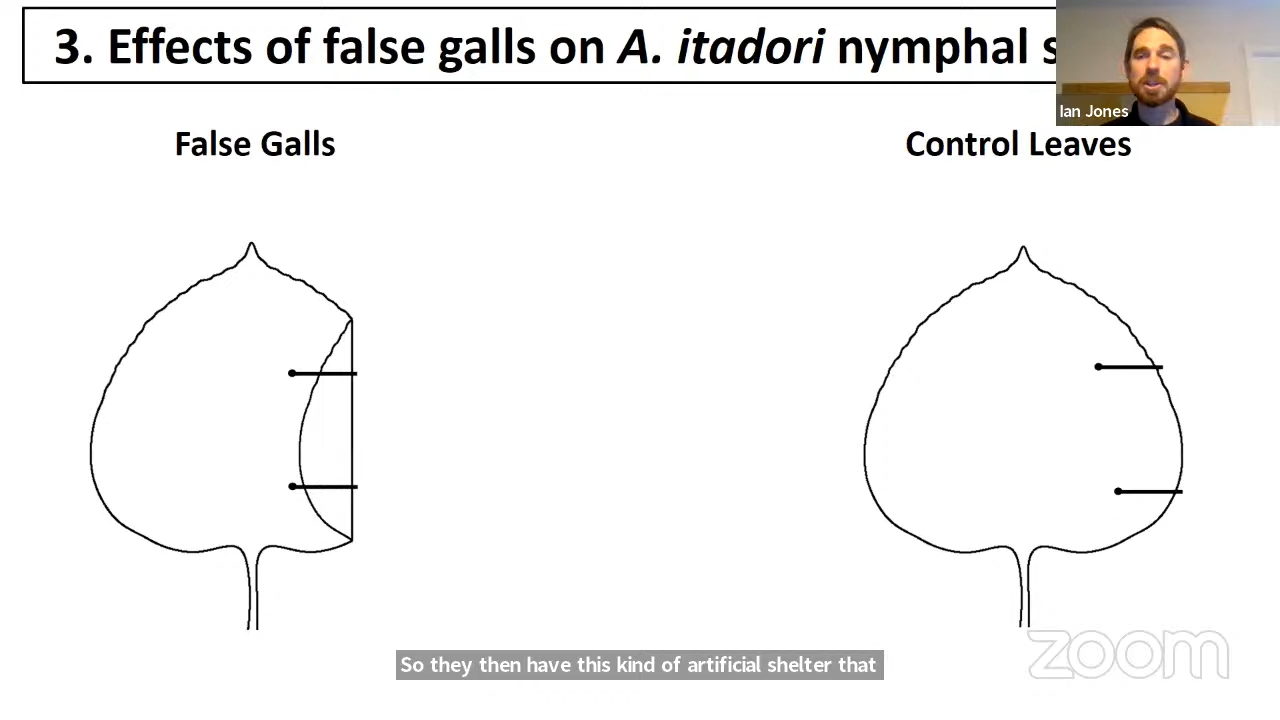 3. Effects of false galls on A. itadori nymphal s
Ian Jones
False Galls
Control Leaves
So they then have this kind of artificial shelter that
zoom